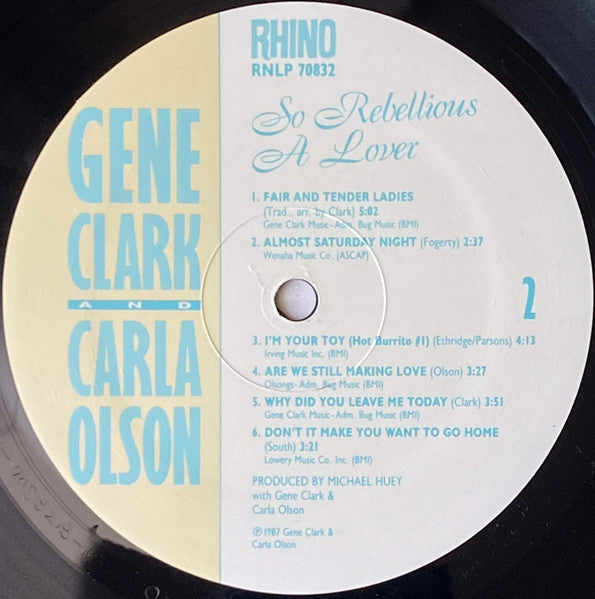 RHINO
RNLP 70832
GENE
CLARK
AND
CARLA
OLSON
So Rebellious
A Lover
1. FAIR AND TENDER LADIES
(Trad., arr. by Clark) 5:02
Gene Clark Music-Adm. Bug Music (BMI)
2. ALMOST SATURDAY NIGHT (Fogerty) 2:37
Wenaha Music Co. (ASCAP)
2
3. I'M YOUR TOY (Hot Burrito #1) (Ethridge/Parsons) 4:13
Irving Music Inc. (BMI)
4. ARE WE STILL MAKING LOVE (Olson) 3:27
Olsongs-Adm. Bug Music (BMI)
5. WHY DID YOU LEAVE ME TODAY (Clark) 3:51
Gene Clark Music-Adm. Bug Music (BMI)
6. DON'T IT MAKE YOU WANT TO GO HOME
(South) 3:21
Lowery Music Co. Inc. (BMI)
PRODUCED BY MICHAEL HUEY
with Gene Clark &
Carla Olson
℗ 1987 Gene Clark &
Carla Olson